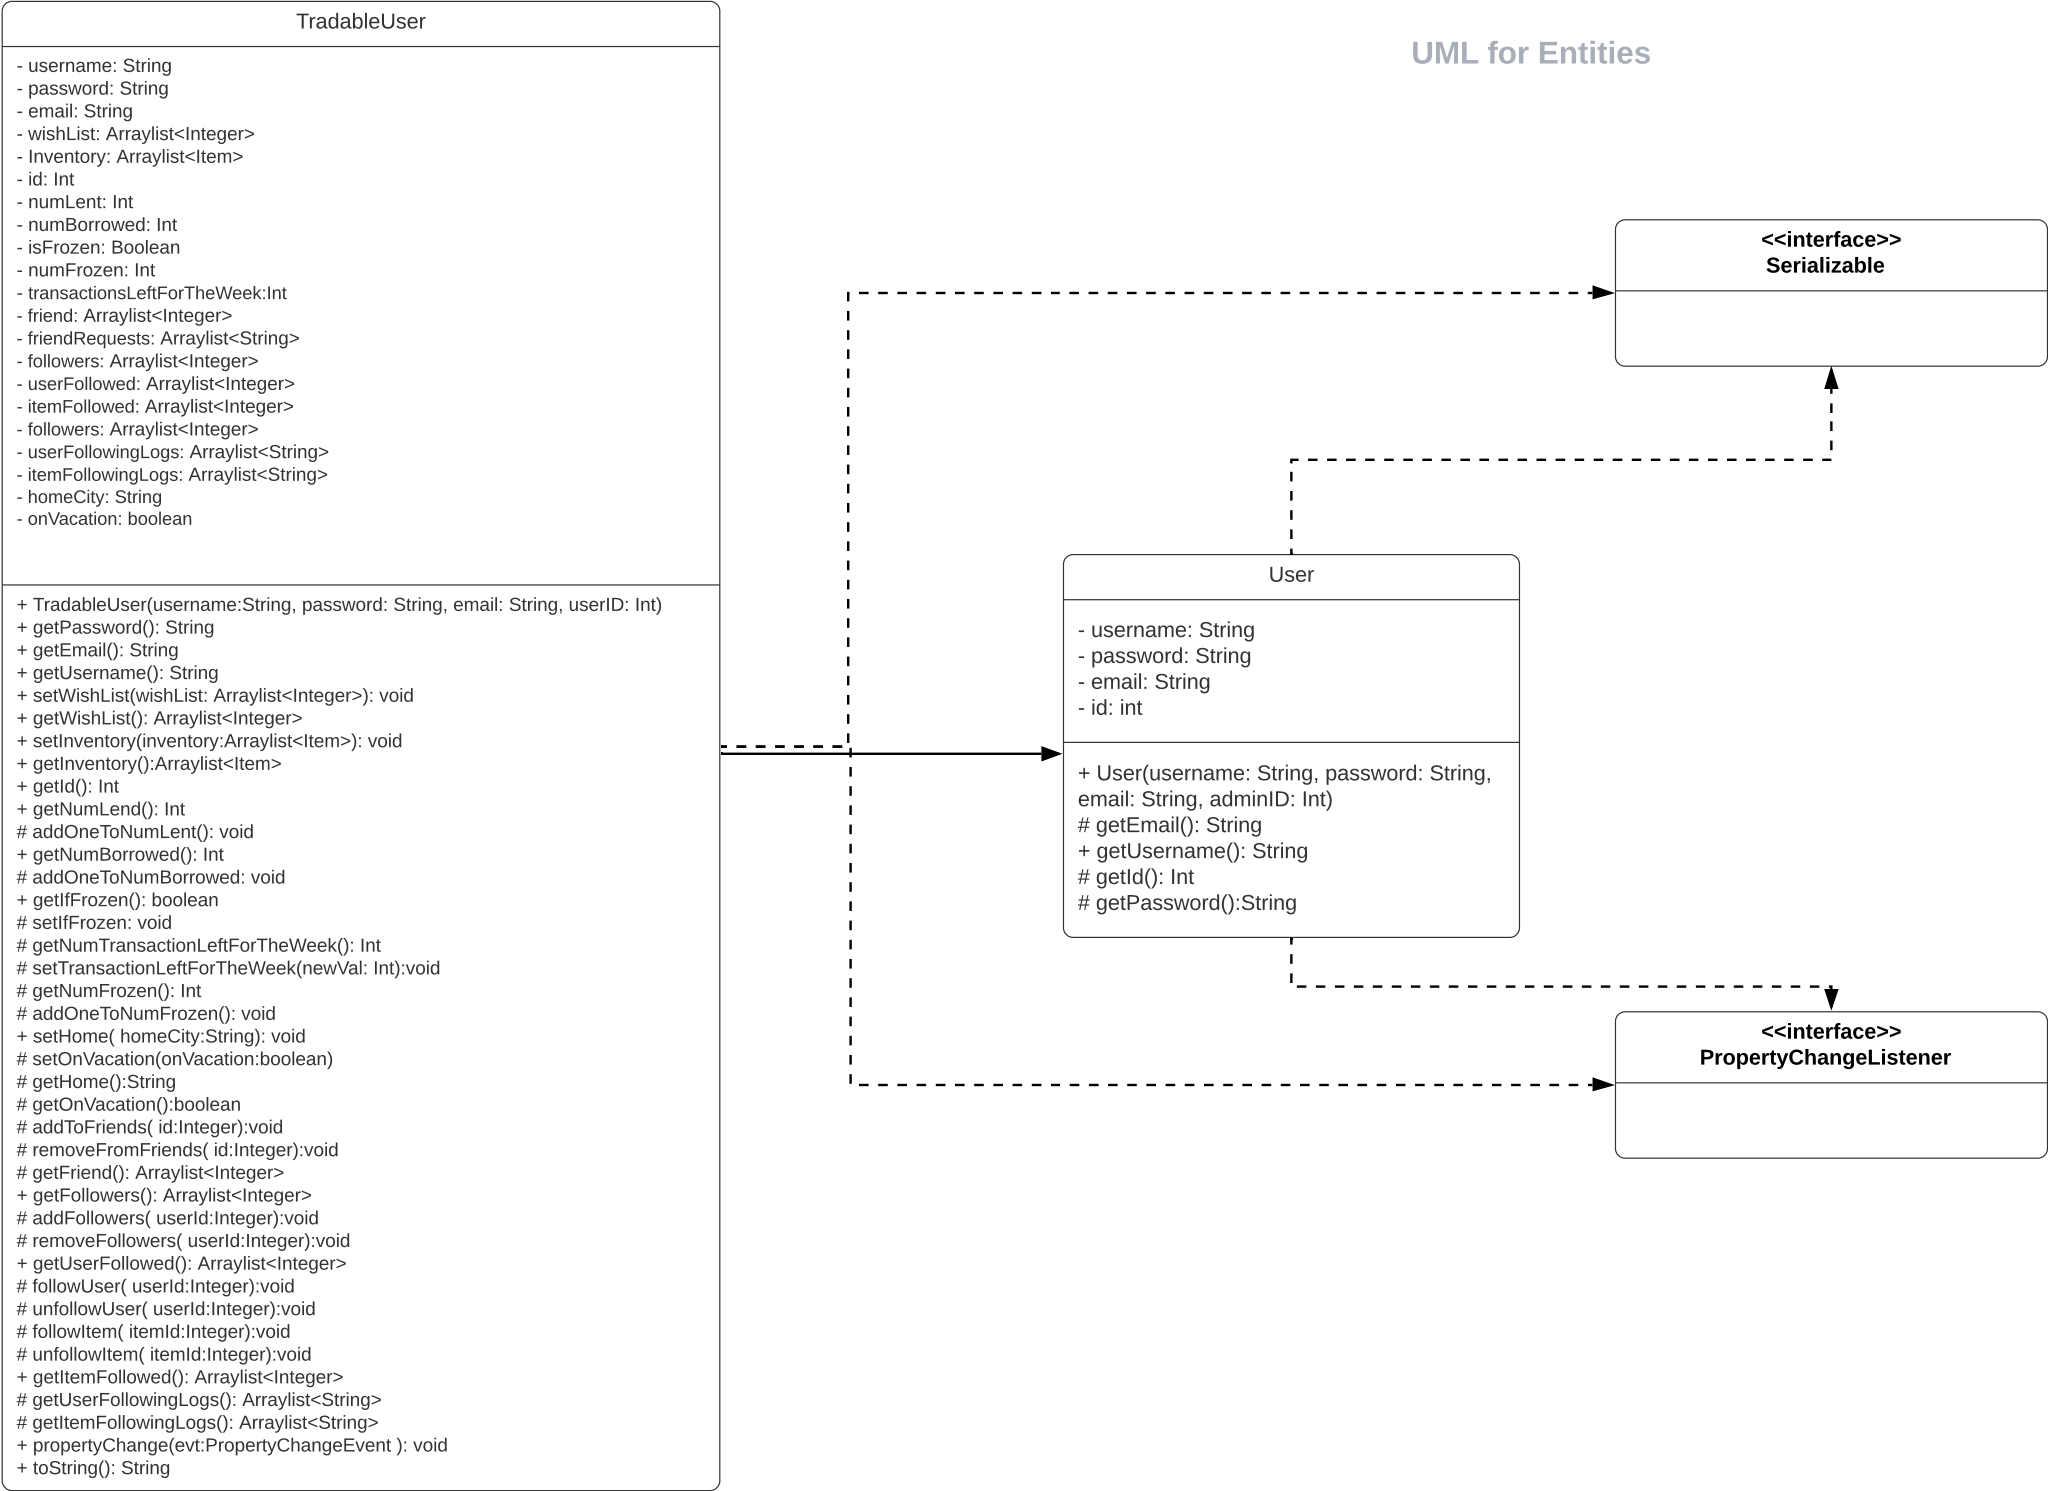 TradableUser
- username: String
- password: String
- email: String
- wishList: Arraylist<Integer>
- Inventory: Arraylist<Item>
- id: Int
- numLent: Int
- numBorrowed: Int
- isFrozen: Boolean
- numFrozen: Int
- transactionsLeftForTheWeek:Int
- friend: Arraylist<Integer>
- friendRequests: Arraylist<String>
- followers: Arraylist<Integer>
- userFollowed: Arraylist<Integer>
- itemFollowed: Arraylist<Integer>
- followers: Arraylist<Integer>
- userFollowingLogs: Arraylist<String>
- itemFollowingLogs: Arraylist<String>
- homeCity: String
- onVacation: boolean
+ TradableUser(username:String, password: String, email: String, userID: Int)
+ getPassword(): String
+ getEmail(): String
+ getUsername(): String
+ setWishList(wishList: Arraylist<Integer>): void
+ getWishList(): Arraylist<Integer>
+ setInventory(inventory:Arraylist<Item>): void
+ getInventory():Arraylist<Item>
+ getId(): Int
+ getNumLend(): Int
# addOneToNumLent(): void
+ getNumBorrowed(): Int
# addOneToNumBorrowed: void
+ getIfFrozen(): boolean
# setIfFrozen: void
# getNumTransactionLeftForTheWeek(): Int
# setTransactionLeftForTheWeek(newVal: Int):void
# getNumFrozen(): Int
# addOneToNumFrozen(): void
+ setHome( homeCity:String): void
# setOnVacation(onVacation:boolean)
# getHome():String
# getOnVacation():boolean
# addToFriends( id:Integer):void
# removeFromFriends( id:Integer):void
# getFriend(): Arraylist<Integer>
+ getFollowers(): Arraylist<Integer>
# addFollowers( userId:Integer):void
# removeFollowers( userId:Integer):void
+ getUserFollowed(): Arraylist<Integer>
# followUser( userId:Integer):void
# unfollowUser( userId:Integer):void
# followItem( itemId:Integer):void
# unfollowItem( itemId:Integer):void
+ getItemFollowed(): Arraylist<Integer>
# getUserFollowingLogs(): Arraylist<String>
# getItemFollowingLogs(): Arraylist<String>
+ propertyChange(evt:PropertyChangeEvent ): void
+ toString(): String
UML for Entities
<<interface>>
Serializable
User
- username: String
- password: String
- email: String
- id: int
+ User(username: String, password: String,
email: String, adminID: Int)
# getEmail(): String
+ getUsername(): String
# getId(): Int
# getPassword():String
<<interface>>
PropertyChangeListener